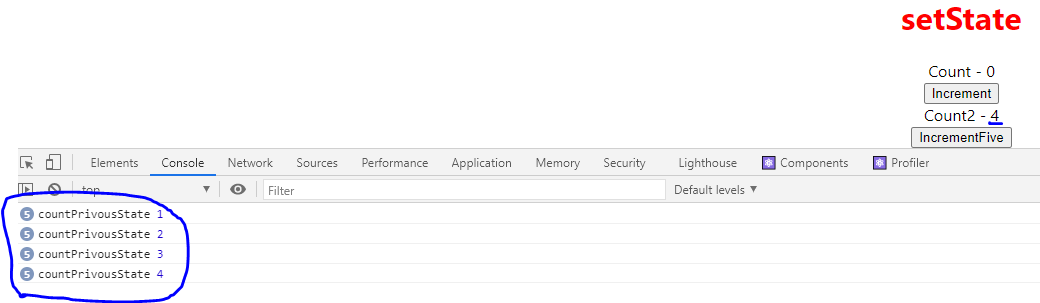 setState
Count - 0
Increment
Count2 - 4
IncrementFive
Elements Console Network Sources Performance Application Memory Security Lighthouse Components Profiler
top Filter Default levels
5 countPrivousState 1
5 countPrivousState 2
5 countPrivousState 3
5 countPrivousState 4